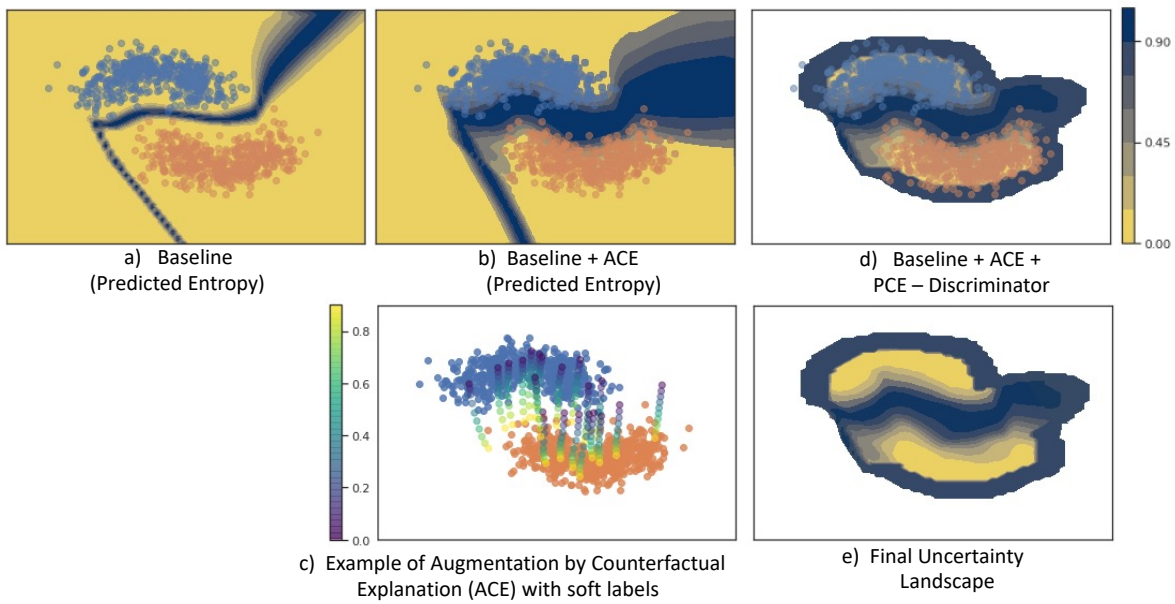 0.90
0.45
0.00
a) Baseline
(Predicted Entropy)
b) Baseline + ACE
(Predicted Entropy)
d) Baseline + ACE +
PCE – Discriminator
0.8
0.6
0.4
0.2
0.0
c) Example of Augmentation by Counterfactual
Explanation (ACE) with soft labels
e) Final Uncertainty
Landscape